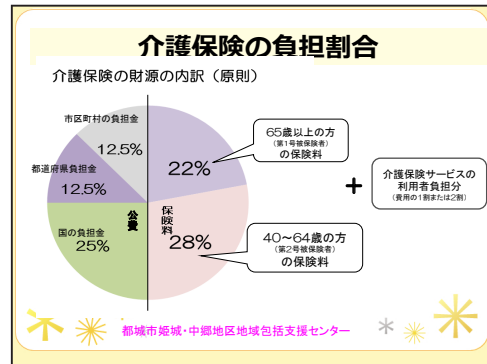 介護保険の負担割合
介護保険の財源の内訳（原則）
市区町村の負担金
12.5%
都道府県負担金
12.5%
国の負担金
25%
公費
保険料
22%
28%
65歳以上の方
（第1号被保険者）
の保険料
40～64歳の方
（第2号被保険者）
の保険料
+
介護保険サービスの
利用者負担分
（費用の1割または2割）
都城市姫城・中郷地区地域包括支援センター